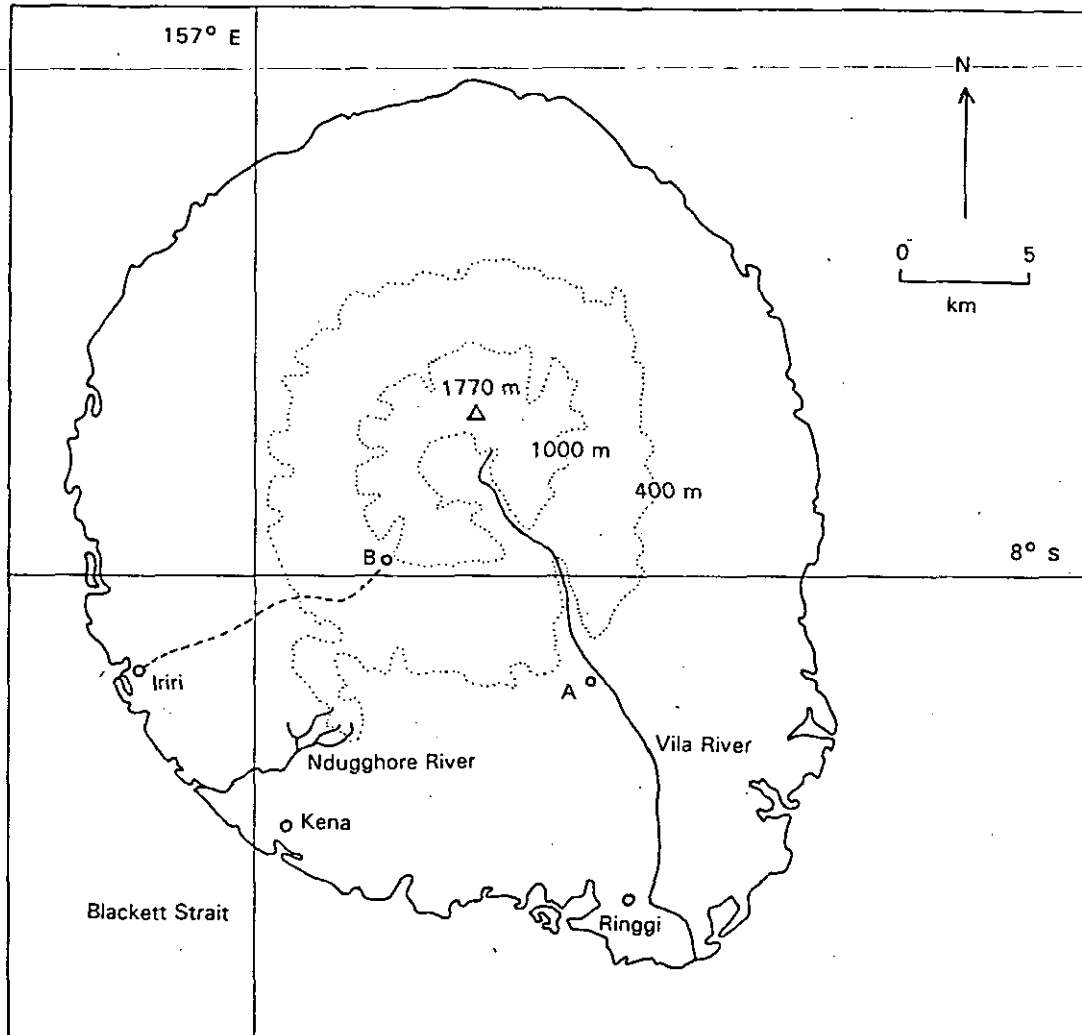 157° E
N
0 5
km
1770 m
1000 m
400 m
8° S
B
Iriri
A
Vila River
Ndugghore River
Kena
Blackett Strait
Ringgi